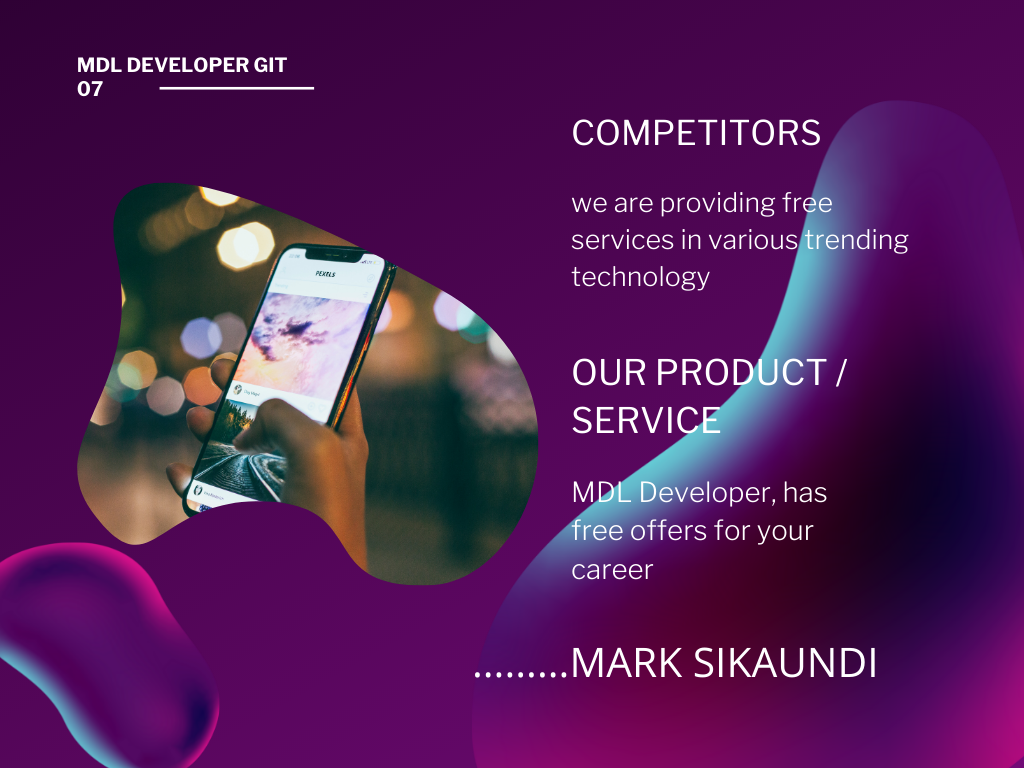 MDL DEVELOPER GIT
07
COMPETITORS
we are providing free
services in various trending
technology
OUR PRODUCT /
SERVICE
MDL Developer, has
free offers for your
career
.........MARK SIKAUNDI
PEXELS